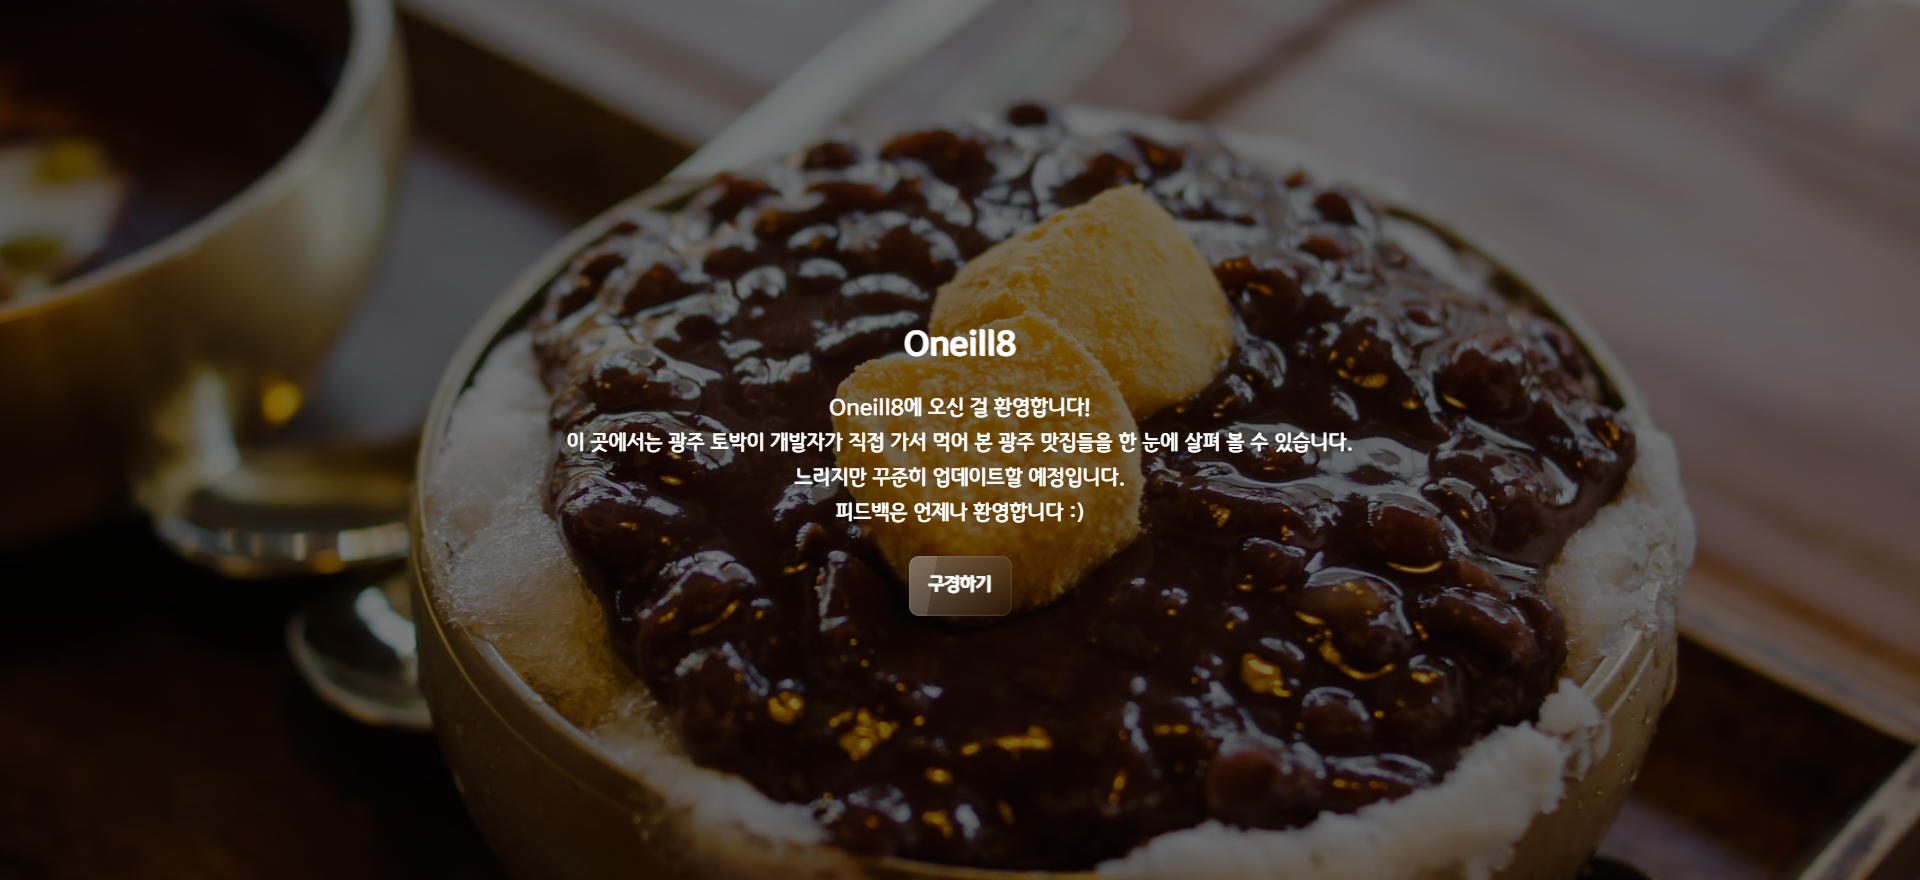 Oneill8
Oneill8에 오신 걸 환영합니다!
이 곳에서는 광주 토박이 개발자가 직접 가서 먹어 본 광주 맛집들을 한 눈에 살펴 볼 수 있습니다.
느리지만 꾸준히 업데이트할 예정입니다.
피드백은 언제나 환영합니다 :)
구경하기